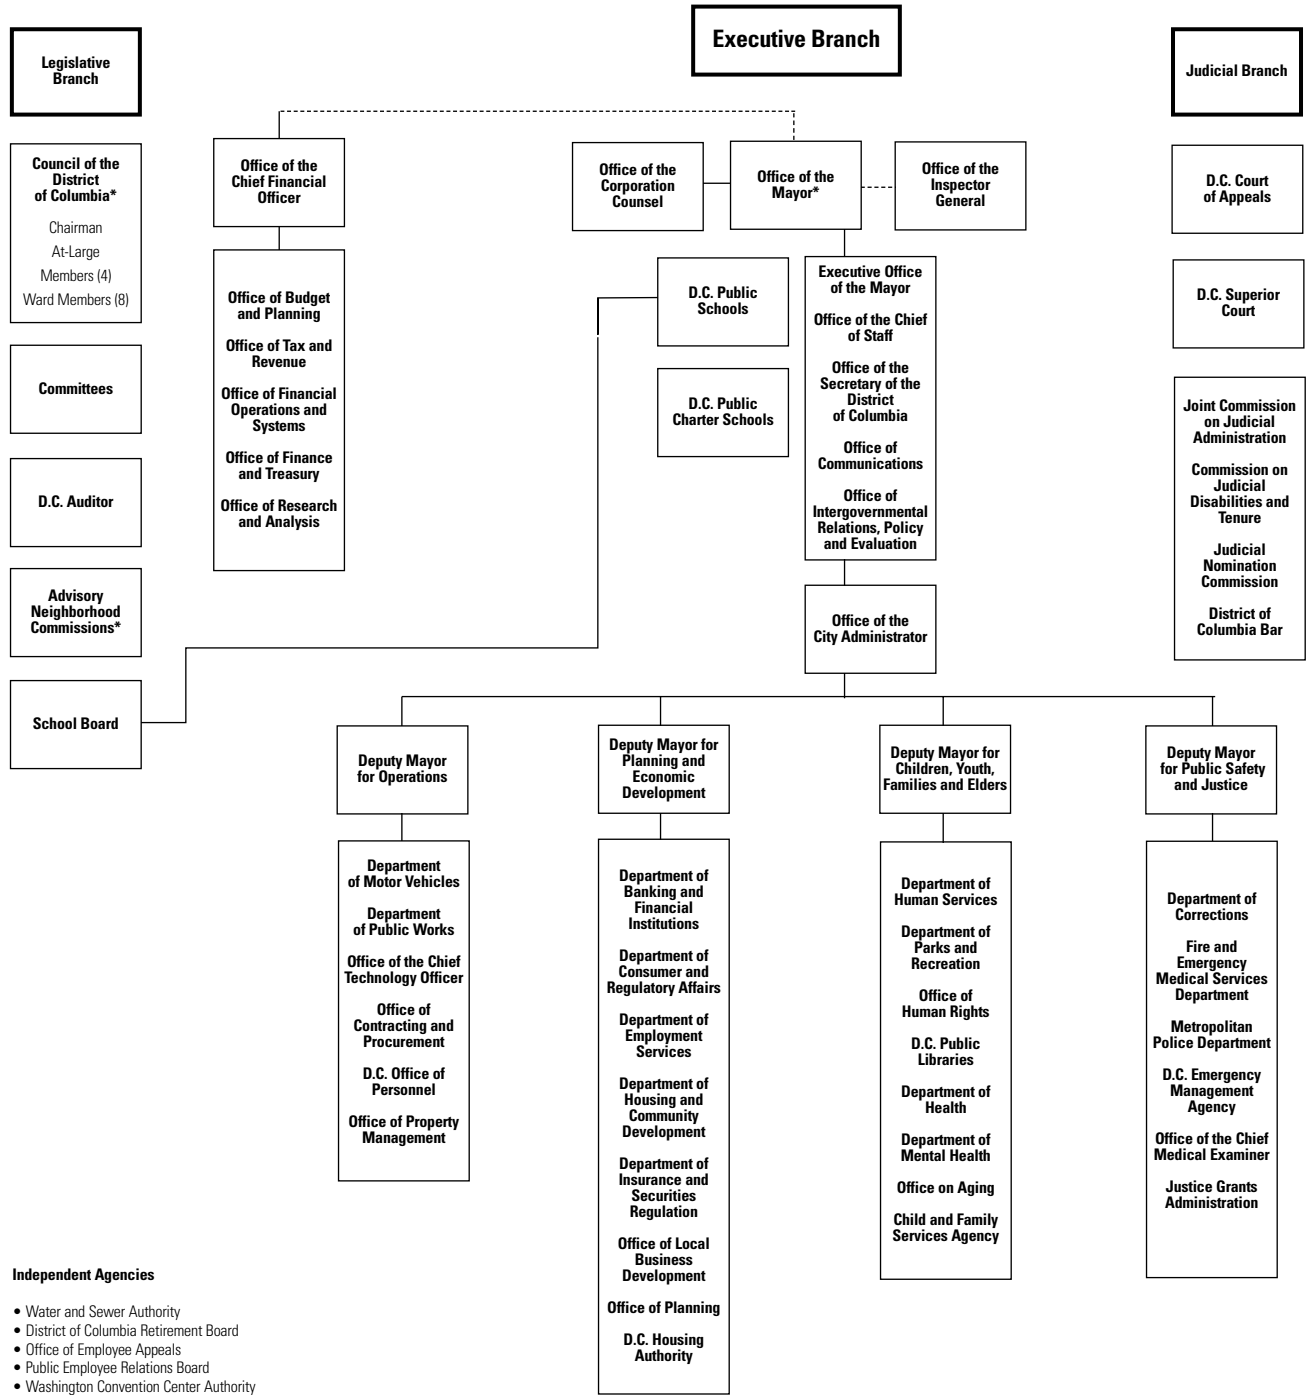 Legislative
Branch
Executive Branch
Judicial Branch
Council of the
District
of Columbia*
Chairman
At-Large
Members (4)
Ward Members (8)
Committees
D.C. Auditor
Advisory
Neighborhood
Commissions*
School Board
Office of the
Chief Financial
Officer
Office of Budget
and Planning
Office of Tax and
Revenue
Office of Financial
Operations and
Systems
Office of Finance
and Treasury
Office of Research
and Analysis
Office of the
Corporation
Counsel
Office of the
Mayor*
Office of the
Inspector
General
D.C. Public
Schools
D.C. Public
Charter Schools
Executive Office
of the Mayor
Office of the Chief
of Staff
Office of the
Secretary of the
District
of Columbia
Office of
Communications
Office of
Intergovernmental
Relations, Policy
and Evaluation
Office of the
City Administrator
D.C. Court
of Appeals
D.C. Superior
Court
Joint Commission
on Judicial
Administration
Commission on
Judicial
Disabilities and
Tenure
Judicial
Nomination
Commission
District of
Columbia Bar
Deputy Mayor
for Operations
Department
of Motor Vehicles
Department
of Public Works
Office of the Chief
Technology Officer
Office of
Contracting and
Procurement
D.C. Office of
Personnel
Office of Property
Management
Deputy Mayor for
Planning and
Economic
Development
Department of
Banking and
Financial
Institutions
Department of
Consumer and
Regulatory Affairs
Department of
Employment
Services
Department of
Housing and
Community
Development
Department of
Insurance and
Securities
Regulation
Office of Local
Business
Development
Office of Planning
D.C. Housing
Authority
Deputy Mayor for
Children, Youth,
Families and Elders
Department of
Human Services
Department of
Parks and
Recreation
Office of
Human Rights
D.C. Public
Libraries
Department of
Health
Department of
Mental Health
Office on Aging
Child and Family
Services Agency
Deputy Mayor
for Public Safety
and Justice
Department of
Corrections
Fire and
Emergency
Medical Services
Department
Metropolitan
Police Department
D.C. Emergency
Management
Agency
Office of the Chief
Medical Examiner
Justice Grants
Administration
Independent Agencies
• Water and Sewer Authority
• District of Columbia Retirement Board
• Office of Employee Appeals
• Public Employee Relations Board
• Washington Convention Center Authority